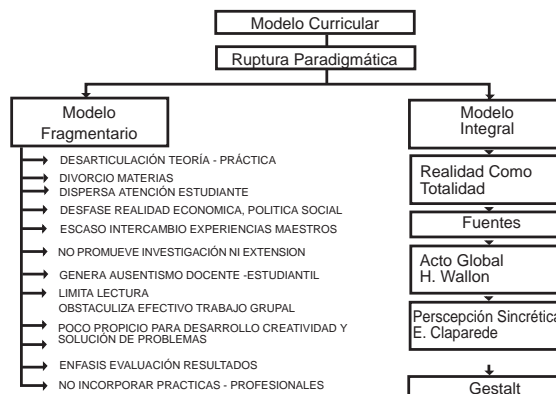 Modelo Curricular
Ruptura Paradigmática
Modelo
Fragmentario
DESARTICULACIÓN TEORÍA - PRÁCTICA
DIVORCIO MATERIAS
DISPERSA ATENCIÓN ESTUDIANTE
DESFASE REALIDAD ECONOMICA, POLITICA SOCIAL
ESCASO INTERCAMBIO EXPERIENCIAS MAESTROS
NO PROMUEVE INVESTIGACIÓN NI EXTENSION
GENERA AUSENTISMO DOCENTE -ESTUDIANTIL
LIMITA LECTURA
OBSTACULIZA EFECTIVO TRABAJO GRUPAL
POCO PROPICIO PARA DESARROLLO CREATIVIDAD Y
SOLUCIÓN DE PROBLEMAS
ENFASIS EVALUACIÓN RESULTADOS
NO INCORPORAR PRACTICAS - PROFESIONALES
Modelo
Integral
Realidad Como
Totalidad
Fuentes
Acto Global
H. Wallon
Perscepción Sincrética
E. Claparede
Gestalt